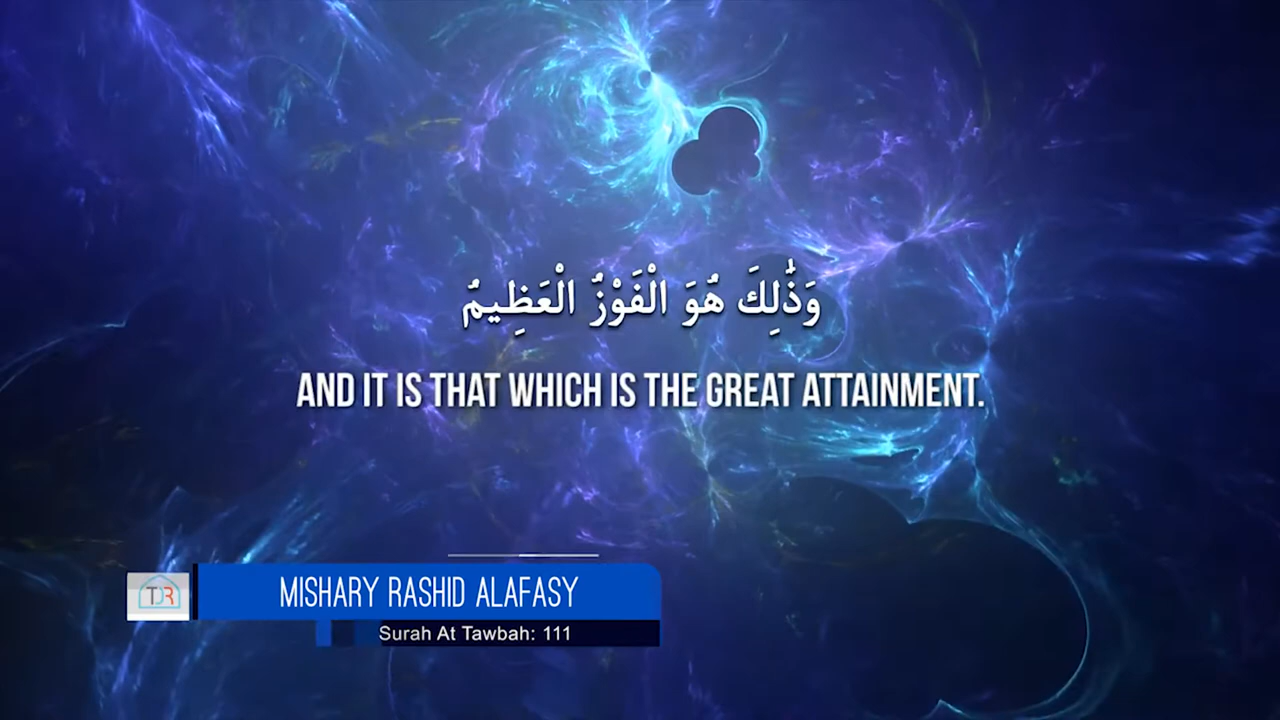 وَذَٰلِكَ هُوَ الْفَوْزُ الْعَظِيمُ
AND IT IS THAT WHICH IS THE GREAT ATTAINMENT.
TDR
MISHARY RASHID ALAFASY
Surah At Tawbah: 111